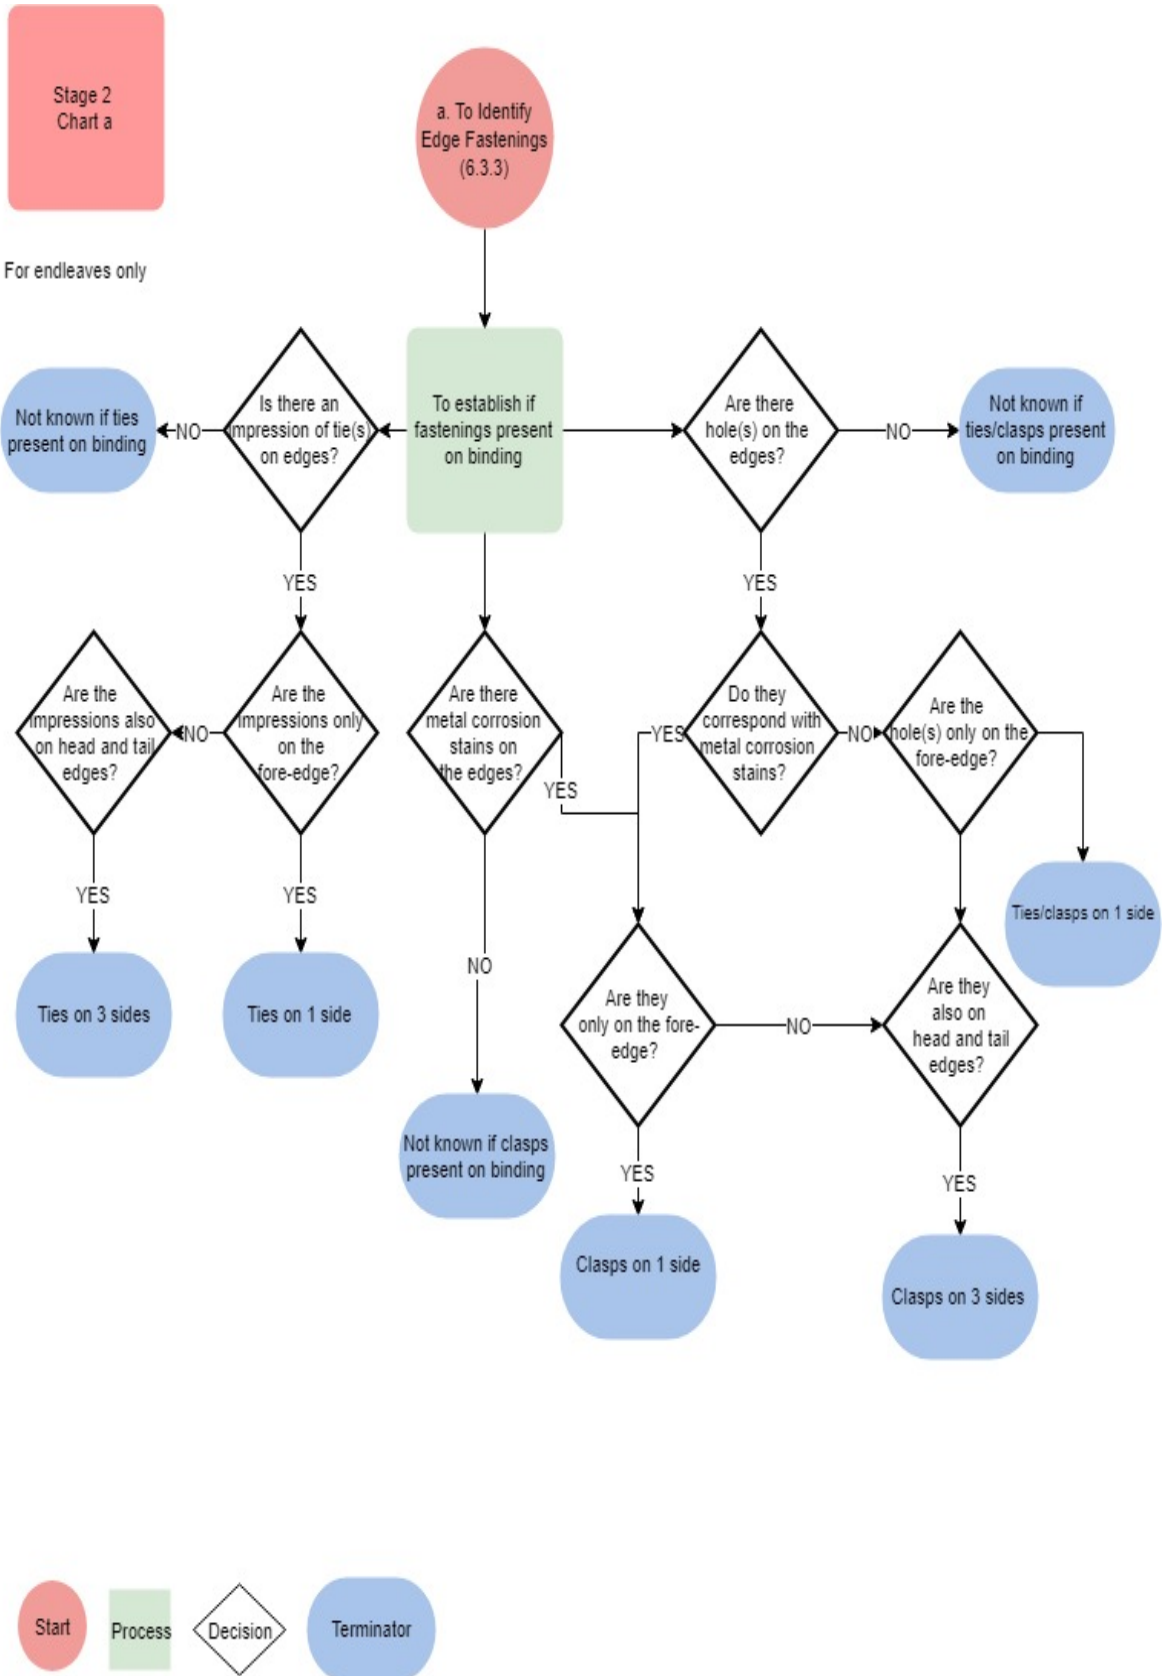 Stage 2
Chart a
a. To Identify
Edge Fastenings
(6.3.3)
For endleaves only
Not known if ties
present on binding
NO
Is there an
impression of tie(s)
on edges?
To establish if
fastenings present
on binding
Are there
hole(s) on the
edges?
NO
Not known if
ties/clasps present
on binding
YES
YES
Are the
impressions also
on head and tail
edges?
NO
Are the
impressions only
on the
fore-edge?
Are there
metal corrosion
stains on
the edges?
YES
YES
Do they
correspond with
metal corrosion
stains?
NO
Are the
hole(s) only on the
fore-edge?
YES
YES
Ties/clasps on 1 side
NO
Ties on 3 sides
Ties on 1 side
Are they
only on the fore-
edge?
NO
Are they
also on
head and tail
edges?
Not known if clasps
present on binding
YES
YES
Clasps on 1 side
Clasps on 3 sides
Start
Process
Decision
Terminator